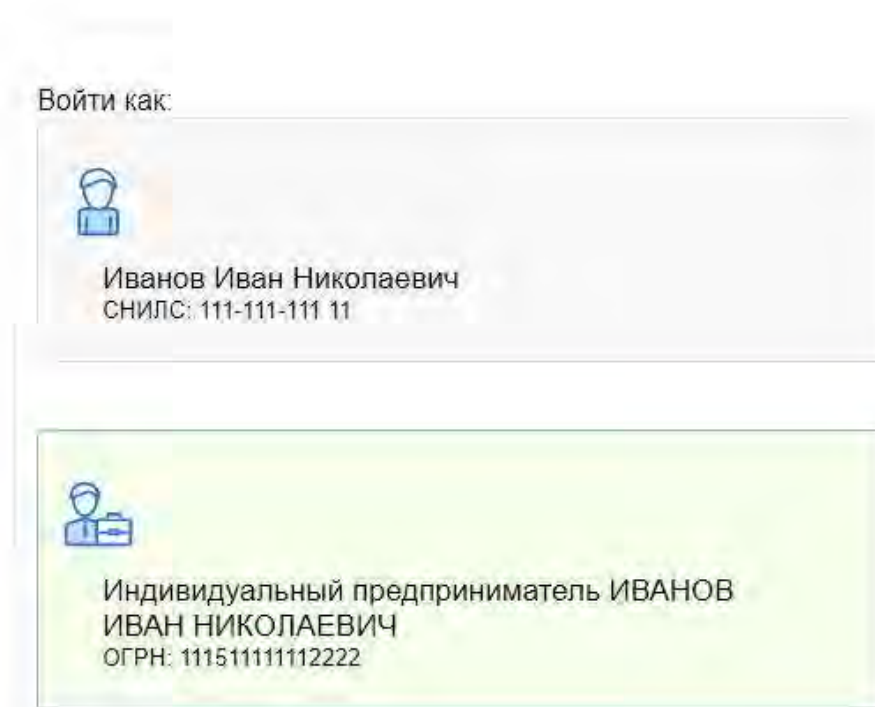 Войти как:
Иванов Иван Николаевич
СНИЛС: 111-111-111 11
Индивидуальный предприниматель ИВАНОВ
ИВАН НИКОЛАЕВИЧ
ОГРН: 111511111112222